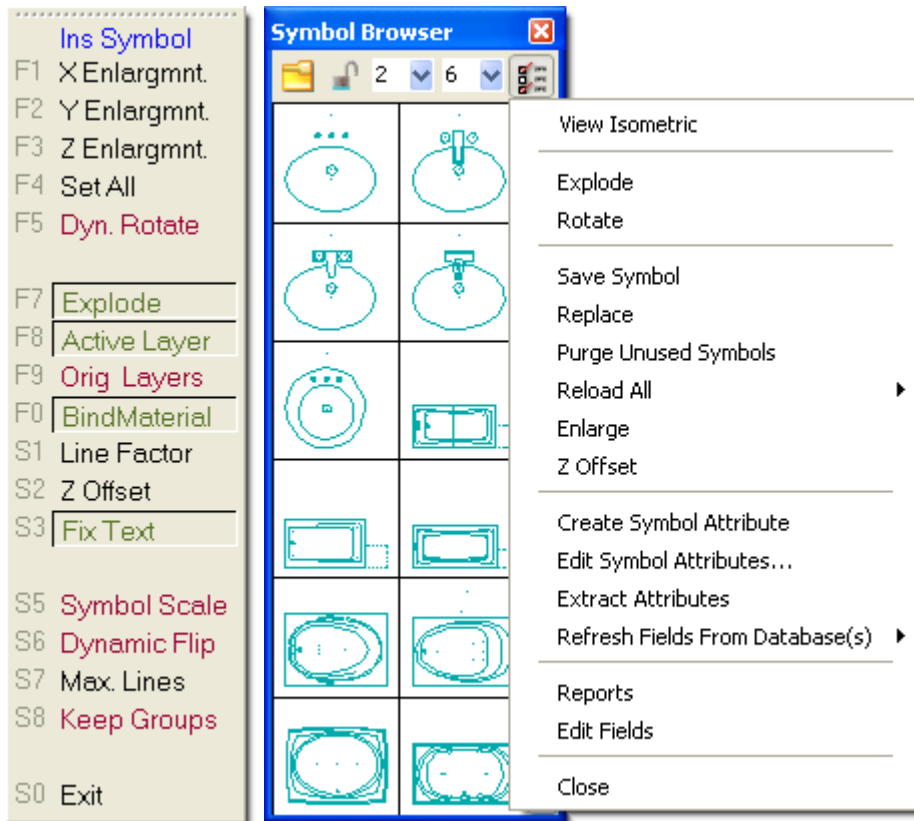 Ins Symbol
F1 X Enlargmnt.
F2 Y Enlargmnt.
F3 Z Enlargmnt.
F4 Set All
F5 Dyn. Rotate
F7 Explode
F8 Active Layer
F9 Orig Layers
F0 BindMaterial
S1 Line Factor
S2 Z Offset
S3 Fix Text
S5 Symbol Scale
S6 Dynamic Flip
S7 Max. Lines
S8 Keep Groups
S0 Exit
Symbol Browser
2 6
View Isometric
Explode
Rotate
Save Symbol
Replace
Purge Unused Symbols
Reload All
Enlarge
Z Offset
Create Symbol Attribute
Edit Symbol Attributes...
Extract Attributes
Refresh Fields From Database(s)
Reports
Edit Fields
Close